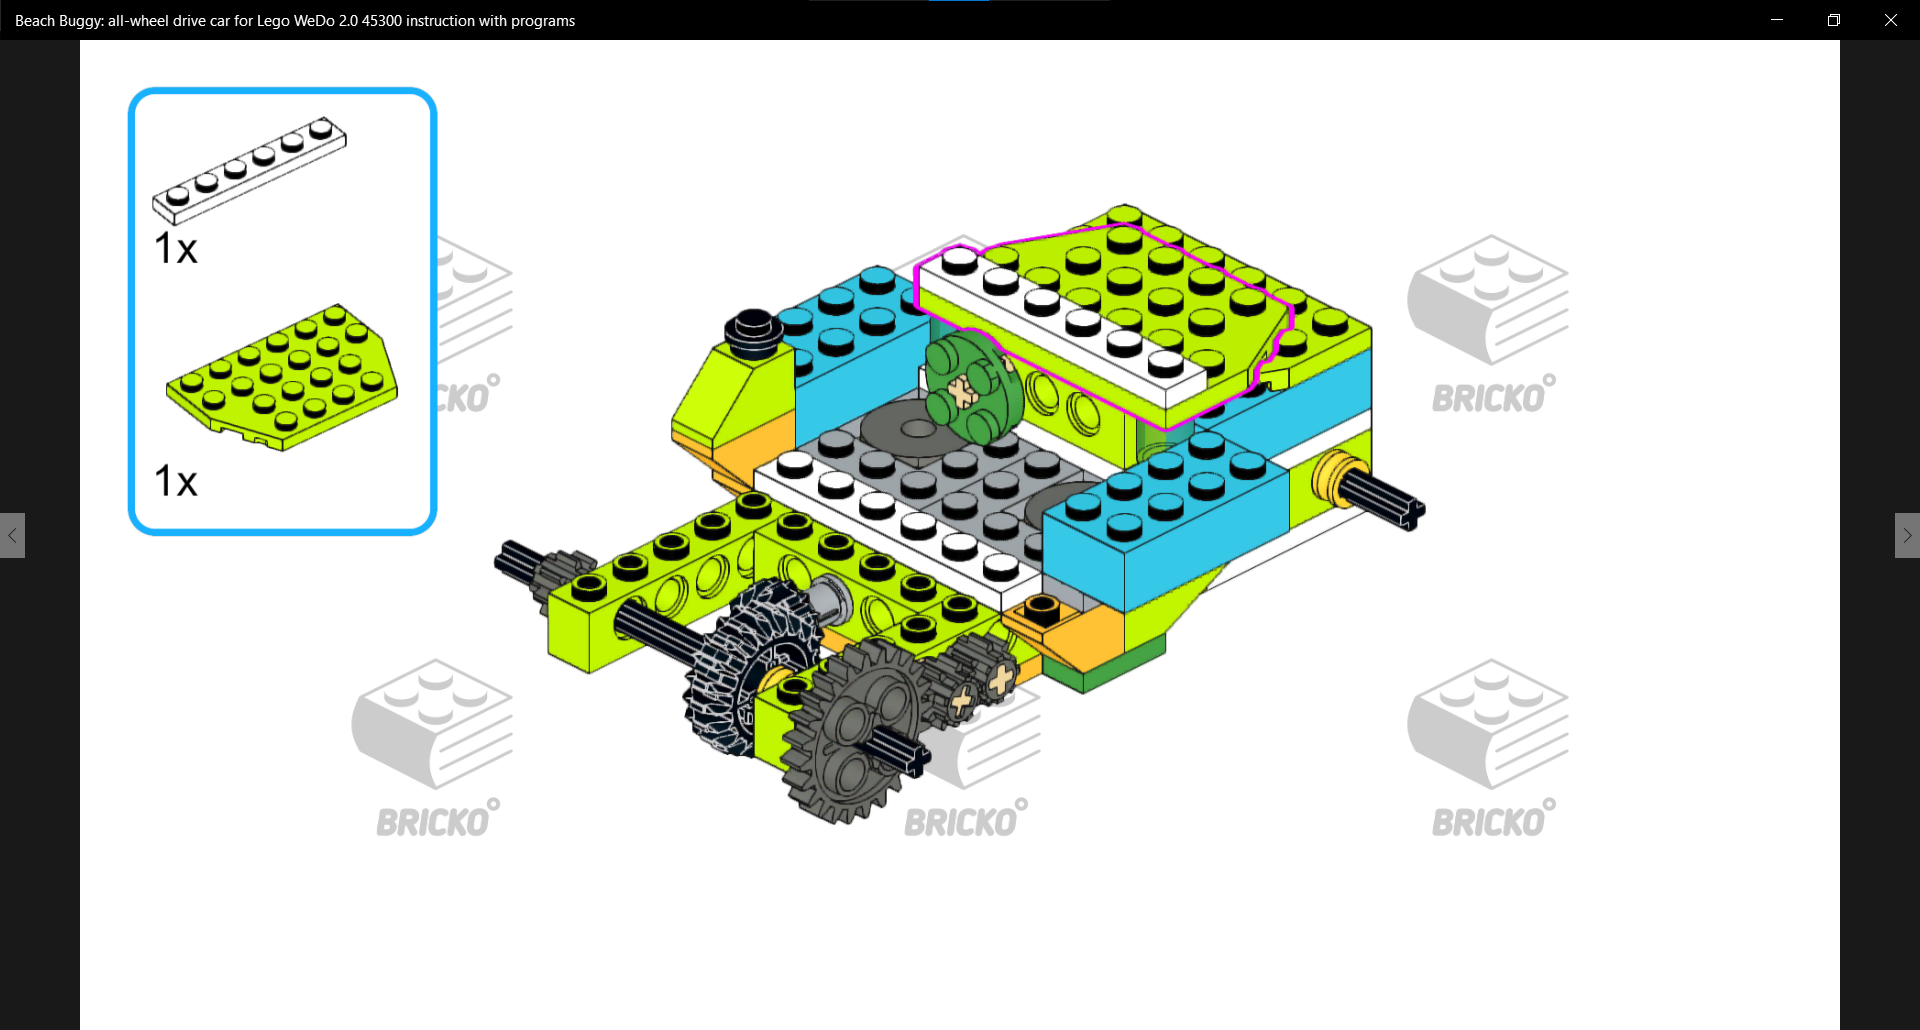 Beach Buggy: all-wheel drive car for Lego WeDo 2.0 45300 instruction with programs
1x
1x
CKO
BRICKO
BRICKO
BRICKO
BRICKO